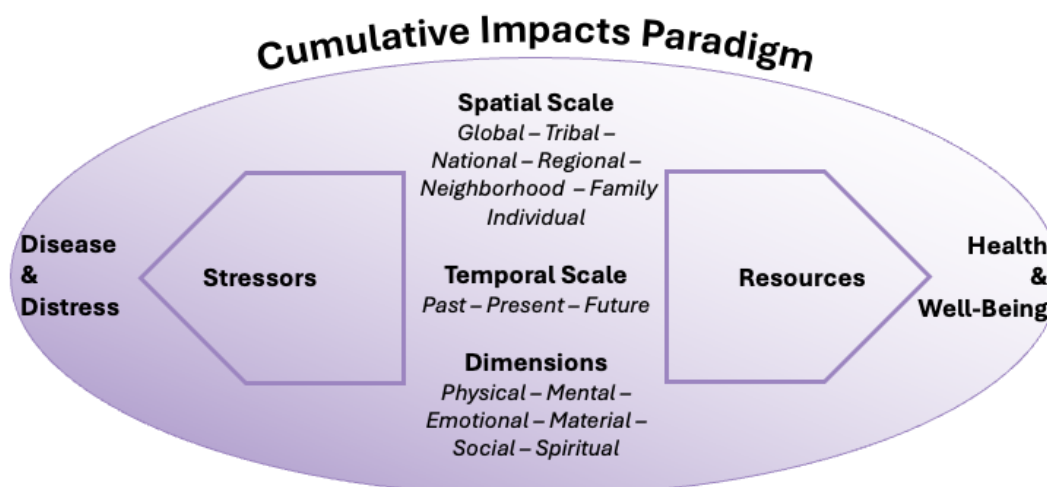 Cumulative Impacts Paradigm
Spatial Scale
Global – Tribal –
National – Regional –
Neighborhood – Family
Individual
Disease
&
Distress
Stressors
Temporal Scale
Past – Present – Future
Resources
Health
&
Well-Being
Dimensions
Physical – Mental –
Emotional – Material –
Social – Spiritual